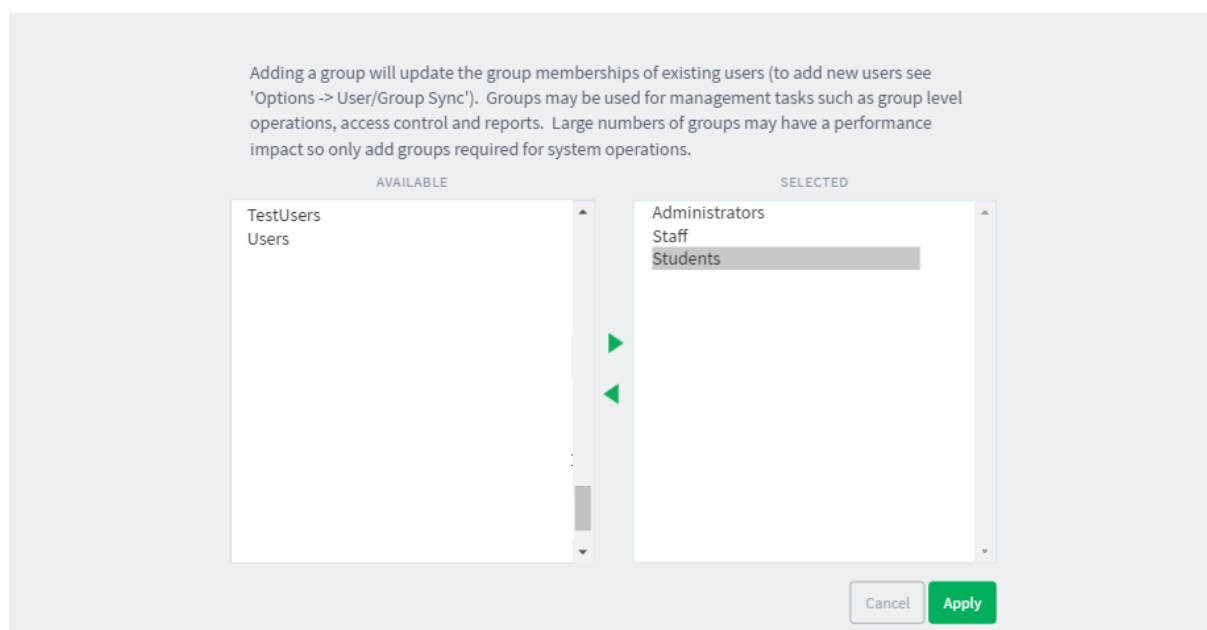 Adding a group will update the group memberships of existing users (to add new users see
'Options -> User/Group Sync').  Groups may be used for management tasks such as group level
operations, access control and reports.  Large numbers of groups may have a performance
impact so only add groups required for system operations.
AVAILABLE
TestUsers
Users
SELECTED
Administrators
Staff
Students
Cancel
Apply